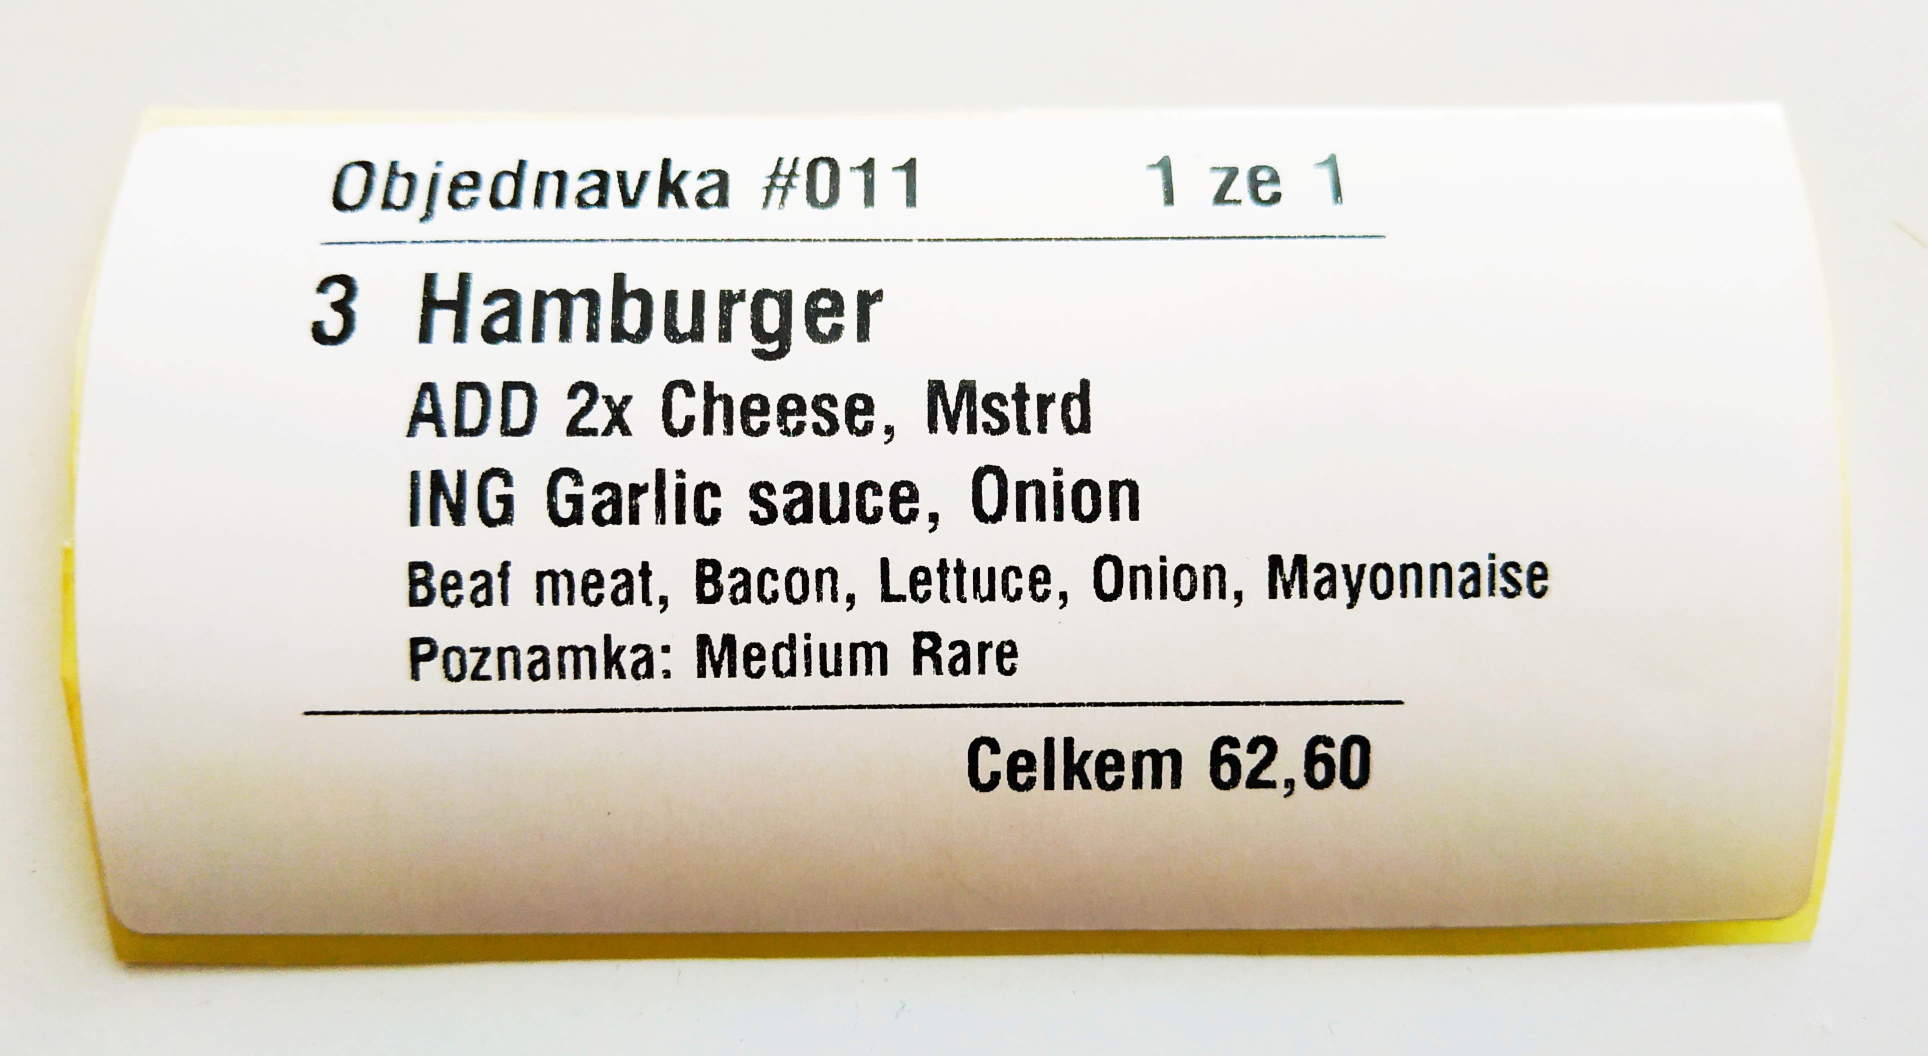 Objednavka #011 1 ze 1
3 Hamburger
ADD 2x Cheese, Mstrd
ING Garlic sauce, Onion
Beaf meat, Bacon, Lettuce, Onion, Mayonnaise
Poznamka: Medium Rare
Celkem 62,60